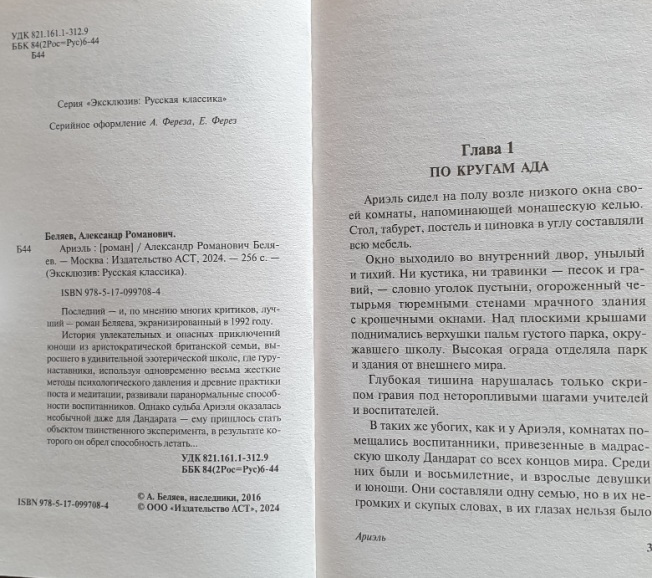 УДК 821.161.1-312.9
ББК 84(2Рос=Рус)6-44
Б44
Серия «Эксклюзив: Русская классика»
Серийное оформление А. Фереза, Е. Ферез
Беляев, Александр Романович.
Б44 Ариэль : [роман] / Александр Романович Беля-
ев. — Москва : Издательство АСТ, 2024. — 256 с. —
(Эксклюзив: Русская классика).
ISBN 978-5-17-099708-4
Последний — и, по мнению многих критиков, луч-
ший — роман Беляева, экранизированный в 1992 году.
История увлекательных и опасных приключений
юноши из аристократической британской семьи, вы-
росшего в удивительной эзотерической школе, где гуру-
наставники, используя одновременно весьма жесткие
методы психологического давления и древние практики
поста и медитации, развивали паранормальные способ-
ности воспитанников. Однако судьба Ариэля оказалась
необычной даже для Дандарата — ему пришлось стать
объектом таинственного эксперимента, в результате ко-
торого он обрел способность летать...
УДК 821.161.1-312.9
ББК 84(2Рос=Рус)6-44
ISBN 978-5-17-099708-4
© А. Беляев, наследники, 2016
© ООО «Издательство АСТ», 2024
Глава 1
ПО КРУГАМ АДА
Ариэль сидел на полу возле низкого окна сво-
ей комнаты, напоминающей монашескую келью.
Стол, табурет, постель и циновка в углу составляли
всю мебель.
Окно выходило во внутренний двор, унылый
и тихий. Ни кустика, ни травинки — песок и гра-
вий, — словно уголок пустыни, огороженный че-
тырьмя тюремными стенами мрачного здания
с крошечными окнами. Над плоскими крышами
поднимались верхушки пальм густого парка, окру-
жавшего школу. Высокая ограда отделяла парк
и здания от внешнего мира.
Глубокая тишина нарушалась только скри-
пом гравия под неторопливыми шагами учителей
и воспитателей.
В таких же убогих, как и у Ариэля, комнатах по-
мещались воспитанники, привезенные в мадрас-
скую школу Дандарат со всех концов мира. Среди
них были и восьмилетние, и взрослые девушки
и юноши. Они составляли одну семью, но в их не-
громких и скупых словах, в их глазах нельзя было
Ариэль
3